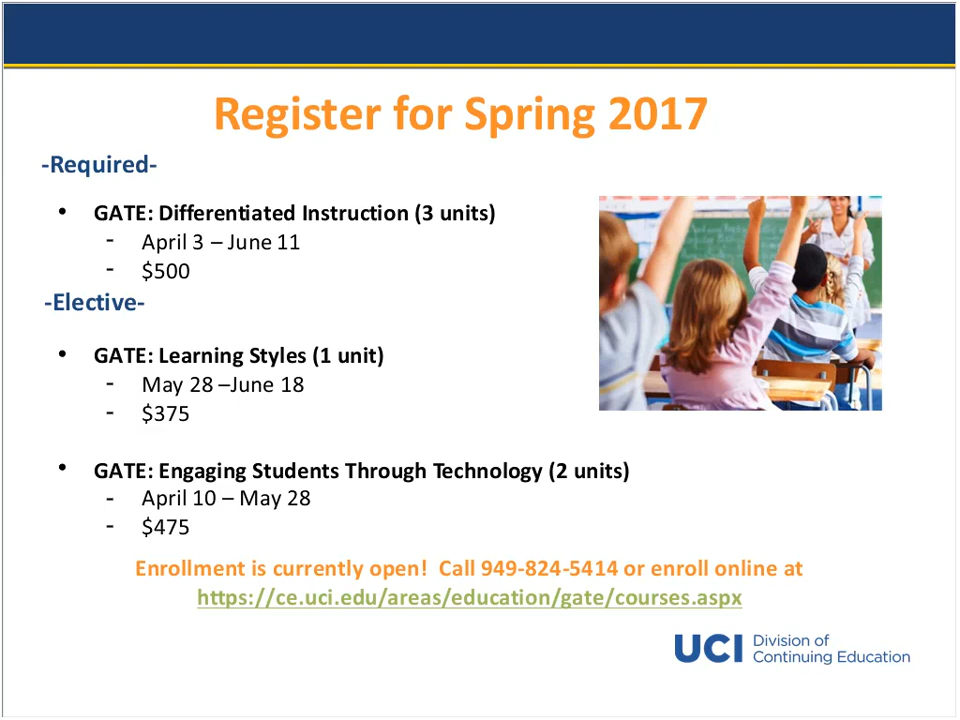 Register for Spring 2017
-Required-
• GATE: Differentiated Instruction (3 units)
- April 3 – June 11
- $500
-Elective-
• GATE: Learning Styles (1 unit)
- May 28 –June 18
- $375
• GATE: Engaging Students Through Technology (2 units)
- April 10 – May 28
- $475
Enrollment is currently open!  Call 949-824-5414 or enroll online at
https://ce.uci.edu/areas/education/gate/courses.aspx
UCI Division of
Continuing Education